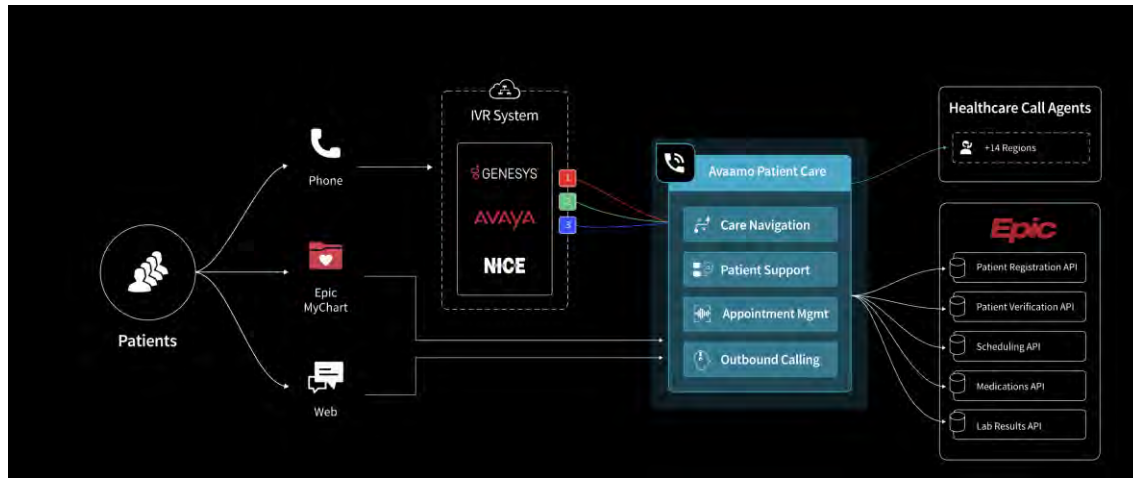 Patients
Phone
Epic
MyChart
Web
IVR System
GENESYS
AVAYA
NICE
1
2
3
Avaamo Patient Care
Care Navigation
Patient Support
Appointment Mgmt
Outbound Calling
Healthcare Call Agents
+14 Regions
Epic
Patient Registration API
Patient Verification API
Scheduling API
Medications API
Lab Results API